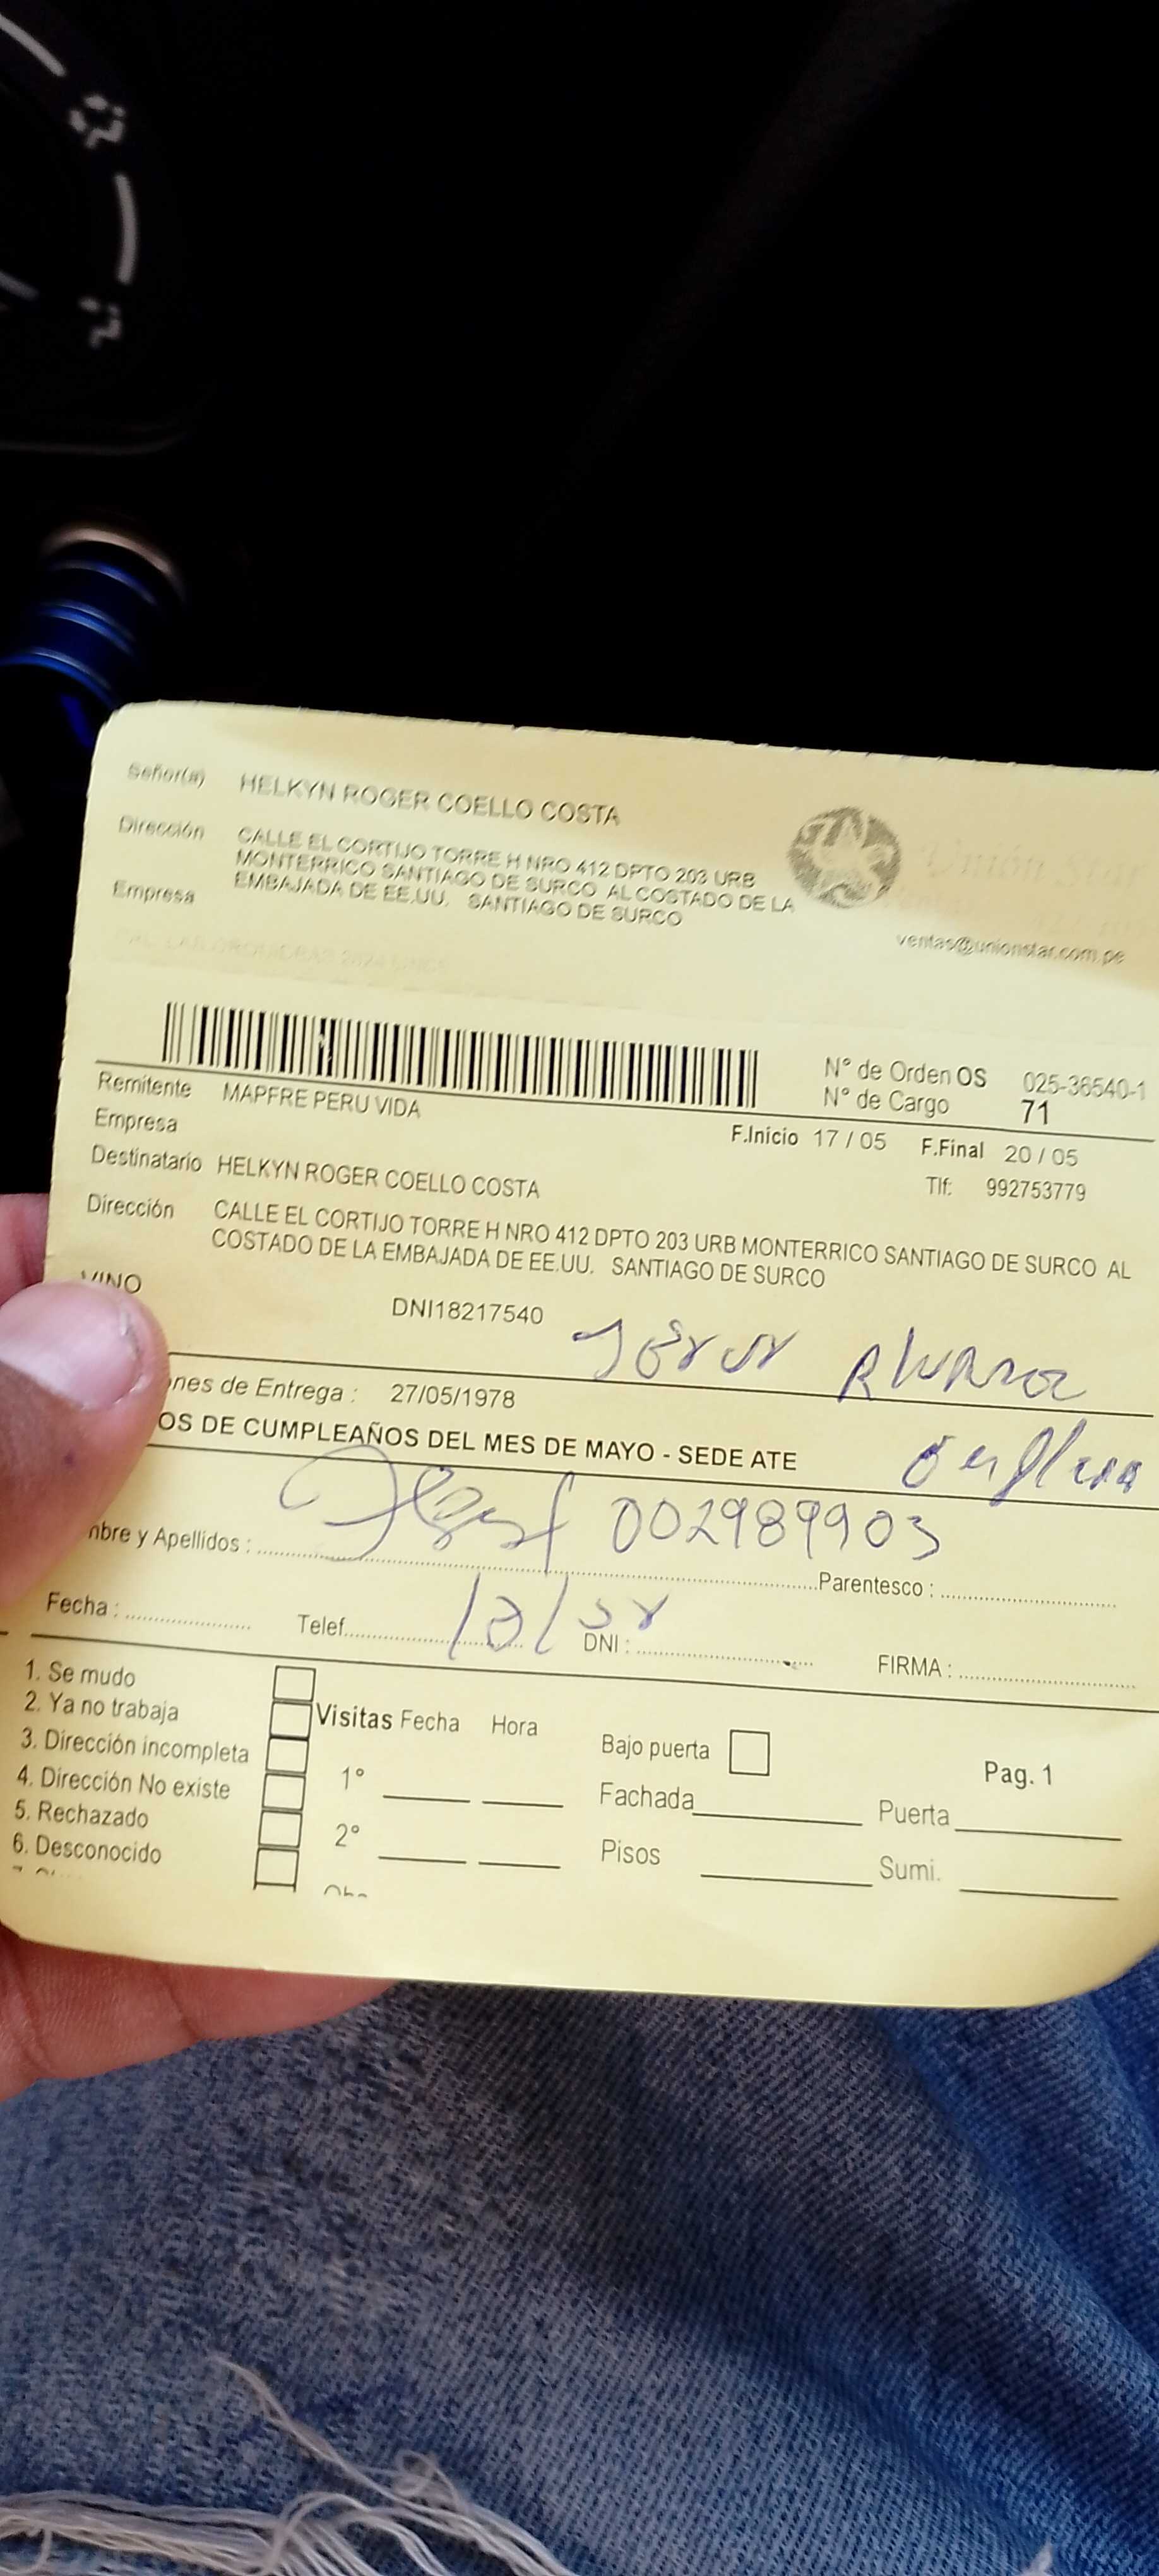 Señor(a) HELKYN ROGER COELLO COSTA
Dirección CALLE EL CORTIJO TORRE H NRO 412 DPTO 203 URB
MONTERRICO SANTIAGO DE SURCO AL COSTADO DE LA
EMBAJADA DE EE.UU. SANTIAGO DE SURCO
Empresa
ventas@unionstar.com.pe
N° de Orden OS 025-36540-1
N° de Cargo 71
Remitente MAPFRE PERU VIDA
Empresa
F.Inicio 17 / 05 F.Final 20 / 05
Destinatario HELKYN ROGER COELLO COSTA
Tlf: 992753779
Dirección CALLE EL CORTIJO TORRE H NRO 412 DPTO 203 URB MONTERRICO SANTIAGO DE SURCO AL
COSTADO DE LA EMBAJADA DE EE.UU. SANTIAGO DE SURCO
VINO
DNI18217540
ones de Entrega : 27/05/1978
OS DE CUMPLEAÑOS DEL MES DE MAYO - SEDE ATE
002989903
mbre y Apellidos : Parentesco :
Fecha : Telef. DNI : FIRMA :
1. Se mudo
2. Ya no trabaja
3. Dirección incompleta
4. Dirección No existe
5. Rechazado
6. Desconocido
Visitas Fecha Hora
1°
2°
Bajo puerta
Fachada
Pisos
Pag. 1
Puerta
Sumi.